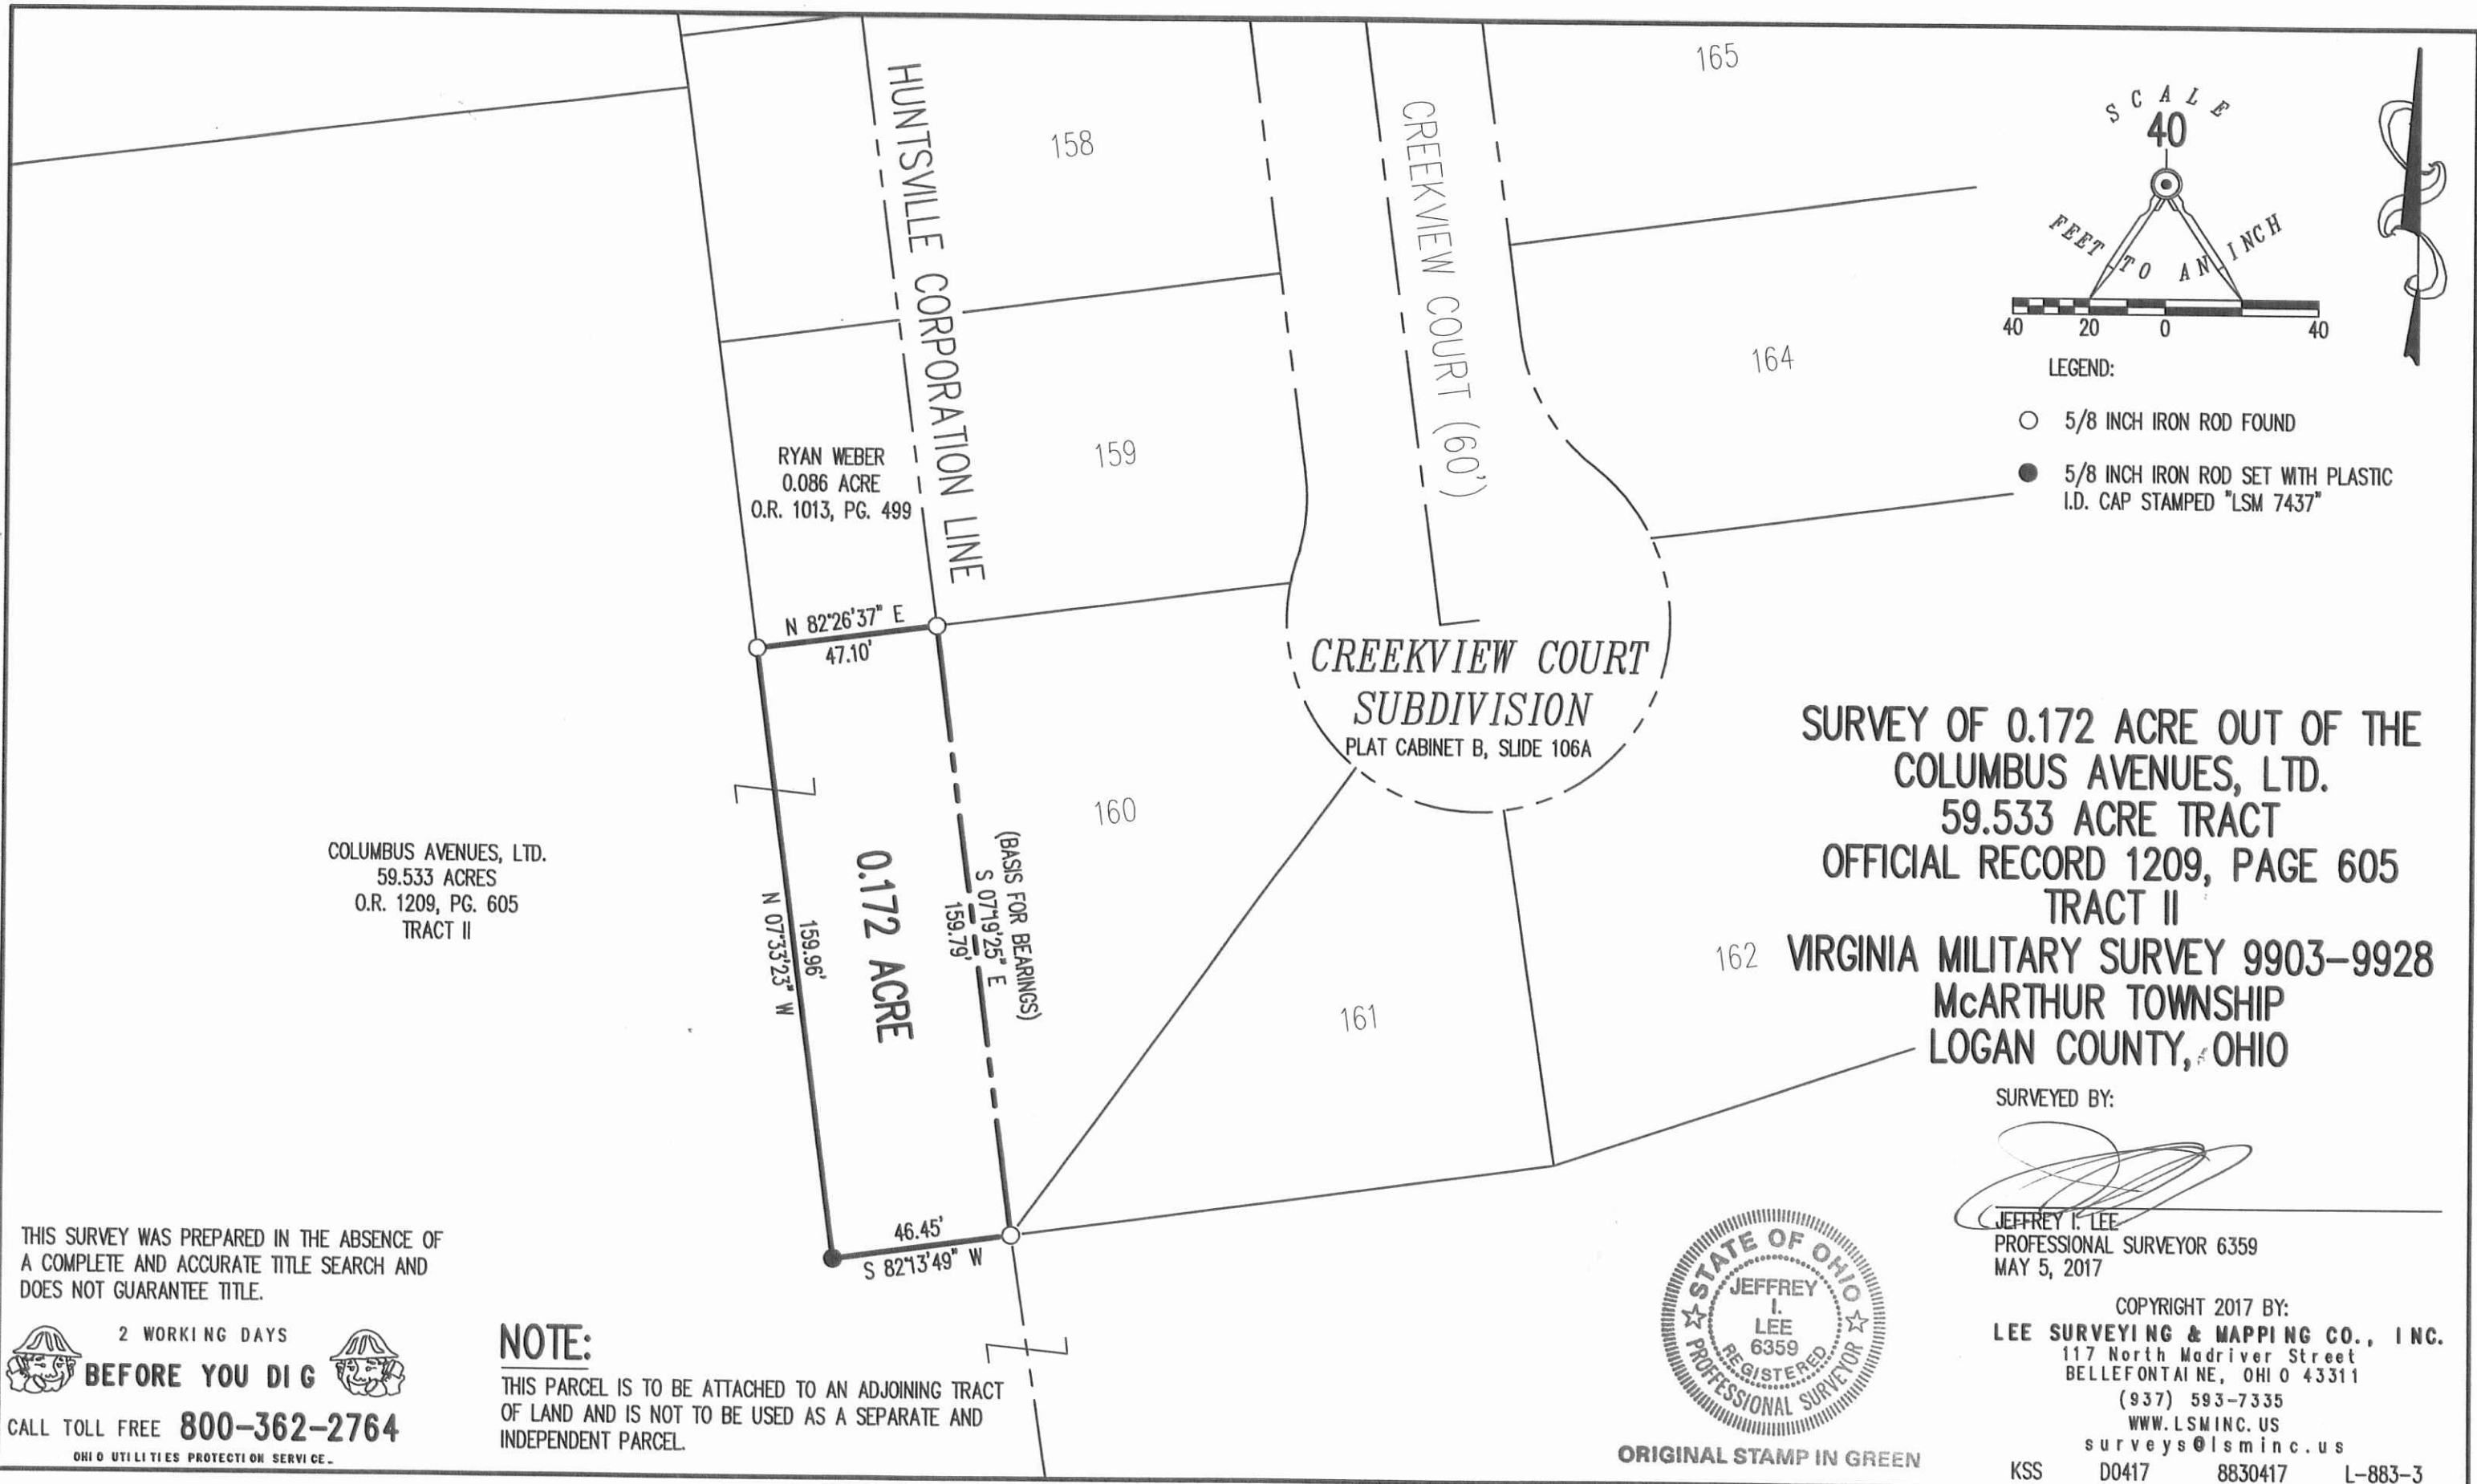 165
158
HUNTSVILLE CORPORATION LINE
CREEKVIEW COURT (60')
SCALE
40
FEET TO AN INCH
40 20 0 40
LEGEND:
5/8 INCH IRON ROD FOUND
5/8 INCH IRON ROD SET WITH PLASTIC
I.D. CAP STAMPED "LSM 7437"
164
159
RYAN WEBER
0.086 ACRE
O.R. 1013, PG. 499
N 82°26'37" E
47.10'
CREEKVIEW COURT
SUBDIVISION
PLAT CABINET B, SLIDE 106A
160
(BASIS FOR BEARINGS)
S 07°19'25" E
159.79'
0.172 ACRE
159.96'
N 07°33'23" W
COLUMBUS AVENUES, LTD.
59.533 ACRES
O.R. 1209, PG. 605
TRACT II
161
162
46.45'
S 82°13'49" W
SURVEY OF 0.172 ACRE OUT OF THE
COLUMBUS AVENUES, LTD.
59.533 ACRE TRACT
OFFICIAL RECORD 1209, PAGE 605
TRACT II
VIRGINIA MILITARY SURVEY 9903-9928
McARTHUR TOWNSHIP
LOGAN COUNTY, OHIO
SURVEYED BY:
JEFFREY I. LEE
PROFESSIONAL SURVEYOR 6359
MAY 5, 2017
COPYRIGHT 2017 BY:
LEE SURVEYING & MAPPING CO., INC.
117 North Madriver Street
BELLEFONTAINE, OHIO 43311
(937) 593-7335
WWW.LSMINC.US
surveys@lsminc.us
KSS D0417 8830417 L-883-3
STATE OF OHIO
JEFFREY
I.
LEE
6359
REGISTERED
PROFESSIONAL SURVEYOR
ORIGINAL STAMP IN GREEN
THIS SURVEY WAS PREPARED IN THE ABSENCE OF
A COMPLETE AND ACCURATE TITLE SEARCH AND
DOES NOT GUARANTEE TITLE.
2 WORKING DAYS
BEFORE YOU DIG
CALL TOLL FREE 800-362-2764
OHIO UTILITIES PROTECTION SERVICE.
NOTE:
THIS PARCEL IS TO BE ATTACHED TO AN ADJOINING TRACT
OF LAND AND IS NOT TO BE USED AS A SEPARATE AND
INDEPENDENT PARCEL.